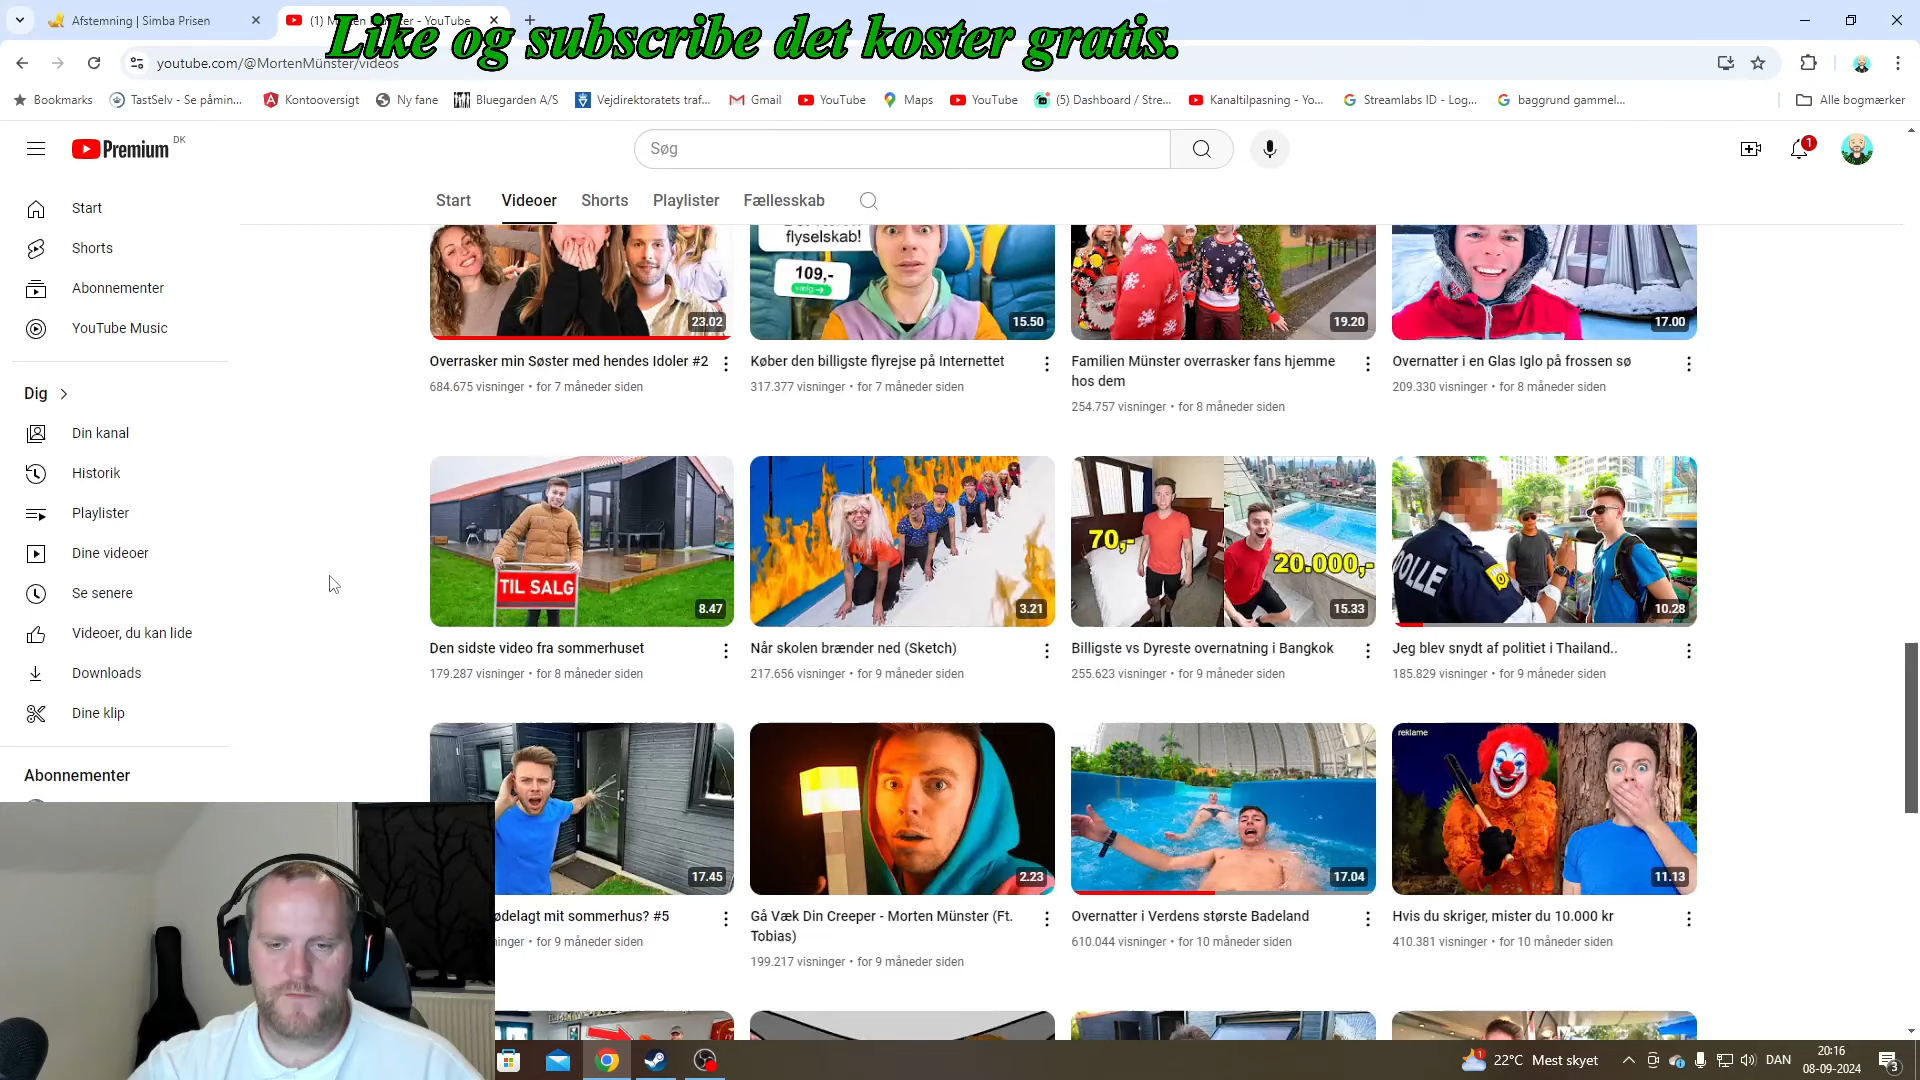 Afstemning | Simba Prisen
Like og subscribe det koster gratis.
youtube.com/@MortenMünster/videos
Bookmarks
TastSelv - Se påmin...
Kontooversigt
Ny fane
Bluegarden A/S
Vejdirektoratets traf...
Gmail
YouTube
Maps
YouTube
(5) Dashboard / Stre...
Kanaltilpasning - Yo...
Streamlabs ID - Log...
baggrund gammel...
Alle bogmærker
Premium DK
Søg
1
Start
Videoer
Shorts
Playlister
Fællesskab
Start
Shorts
Abonnementer
YouTube Music
Dig
Din kanal
Historik
Playlister
Dine videoer
Se senere
Videoer, du kan lide
Downloads
Dine klip
Abonnementer
23.02
Overrasker min Søster med hendes Idoler #2
684.675 visninger • for 7 måneder siden
flyselskab!
109,-
15.50
Køber den billigste flyrejse på Internettet
317.377 visninger • for 7 måneder siden
19.20
Familien Münster overrasker fans hjemme
hos dem
254.757 visninger • for 8 måneder siden
17.00
Overnatter i en Glas Iglo på frossen sø
209.330 visninger • for 8 måneder siden
TIL SALG
8.47
Den sidste video fra sommerhuset
179.287 visninger • for 8 måneder siden
3.21
Når skolen brænder ned (Sketch)
217.656 visninger • for 9 måneder siden
70,-
20.000,-
15.33
Billigste vs Dyreste overnatning i Bangkok
255.623 visninger • for 9 måneder siden
10.28
Jeg blev snydt af politiet i Thailand..
185.829 visninger • for 9 måneder siden
17.45
ødelagt mit sommerhus? #5
for 9 måneder siden
2.23
Gå Væk Din Creeper - Morten Münster (Ft.
Tobias)
199.217 visninger • for 9 måneder siden
17.04
Overnatter i Verdens største Badeland
610.044 visninger • for 10 måneder siden
reklame
11.13
Hvis du skriger, mister du 10.000 kr
410.381 visninger • for 10 måneder siden
22°C Mest skyet
DAN
20:16
08-09-2024
3